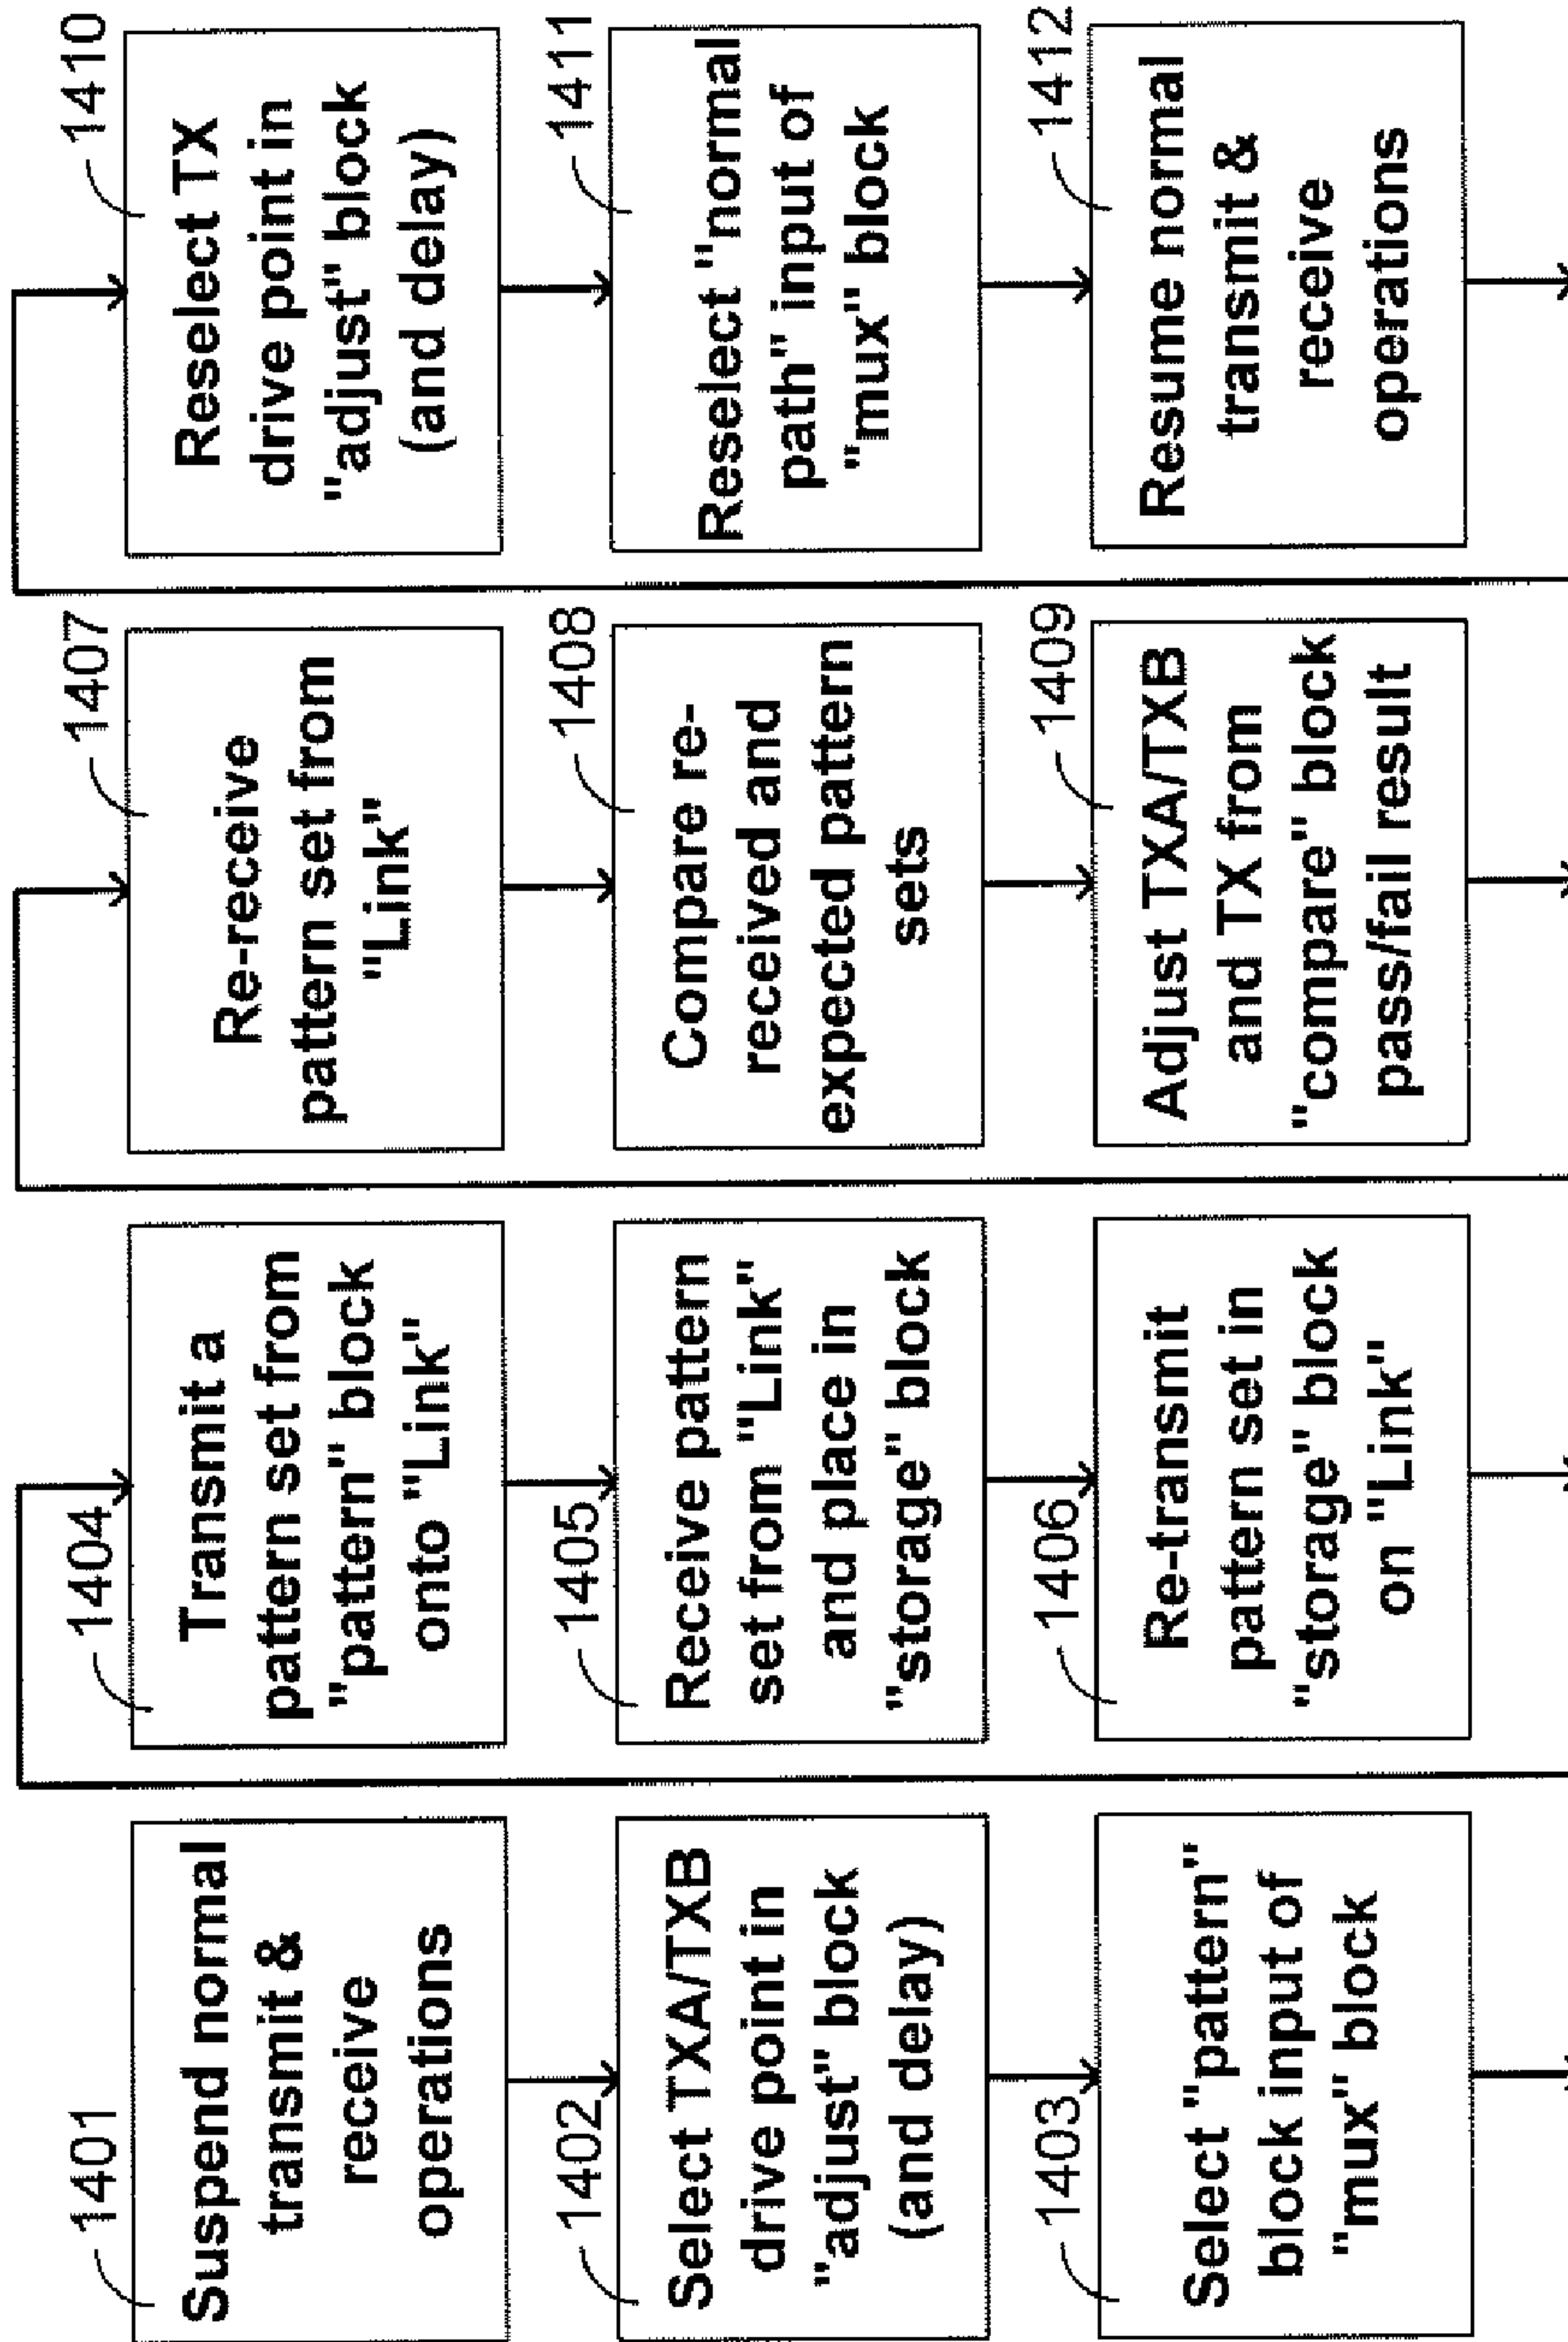 1401
Suspend normal
transmit &
receive
operations
1402
Select TXA/TXB
drive point in
"adjust" block
(and delay)
1403
Select "pattern"
block input of
"mux" block
1404
Transmit a
pattern set from
"pattern" block
onto "Link"
1405
Receive pattern
set from "Link"
and place in
"storage" block
1406
Re-transmit
pattern set in
"storage" block
on "Link"
1407
Re-receive
pattern set from
"Link"
1408
Compare re-
received and
expected pattern
sets
1409
Adjust TXA/TXB
and TX from
"compare" block
pass/fail result
1410
Reselect TX
drive point in
"adjust" block
(and delay)
1411
Reselect "normal
path" input of
"mux" block
1412
Resume normal
transmit &
receive
operations